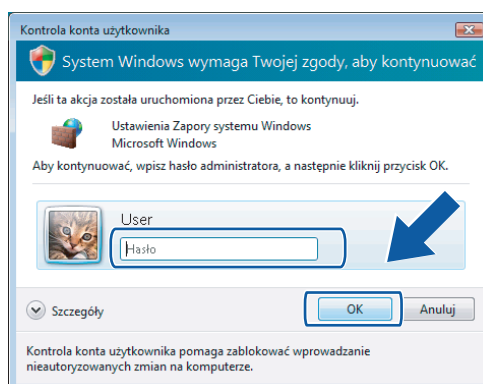 Kontrola konta użytkownika
System Windows wymaga Twojej zgody, aby kontynuować
Jeśli ta akcja została uruchomiona przez Ciebie, to kontynuuj.
Ustawienia Zapory systemu Windows
Microsoft Windows
Aby kontynuować, wpisz hasło administratora, a następnie kliknij przycisk OK.
User
Hasło
Szczegóły
OK
Anuluj
Kontrola konta użytkownika pomaga zablokować wprowadzanie
nieautoryzowanych zmian na komputerze.